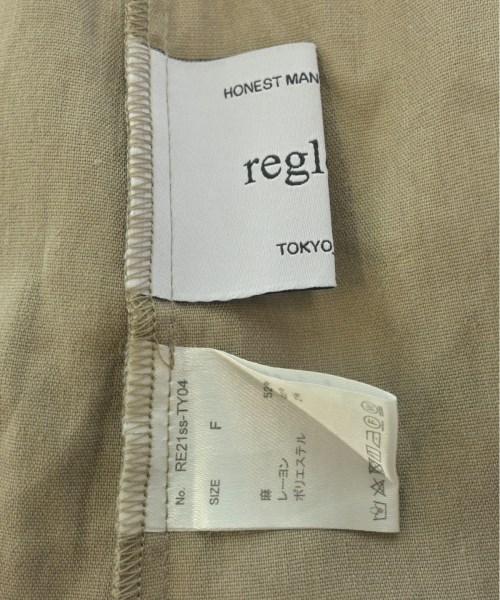 HONEST MAN
regl
TOKYO
No. RE21ss-TY04
SIZE F
麻 52%
レーヨン
ポリエステル